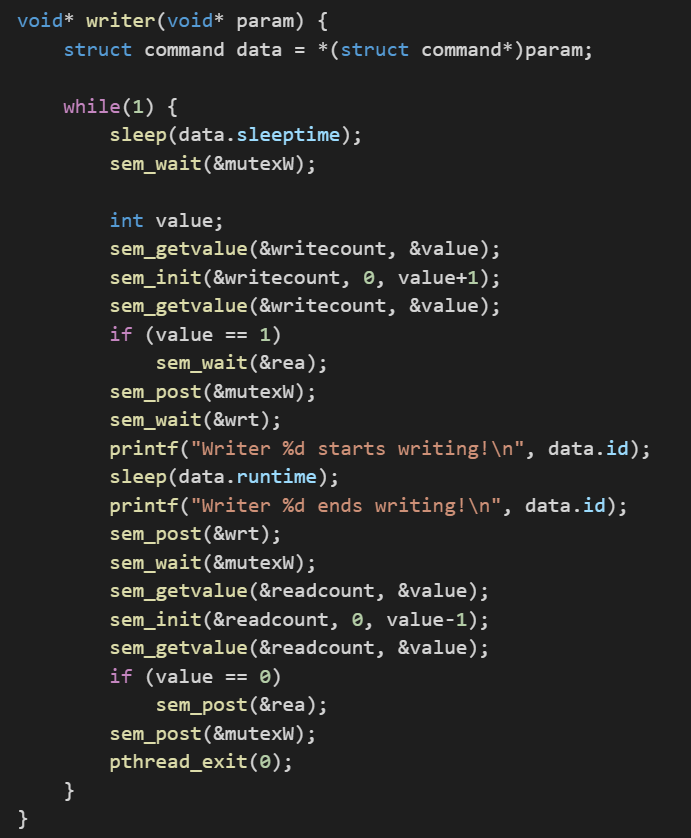 void* writer(void* param) {
    struct command data = *(struct command*)param;

    while(1) {
        sleep(data.sleeptime);
        sem_wait(&mutexW);

        int value;
        sem_getvalue(&writecount, &value);
        sem_init(&writecount, 0, value+1);
        sem_getvalue(&writecount, &value);
        if (value == 1)
            sem_wait(&rea);
        sem_post(&mutexW);
        sem_wait(&wrt);
        printf("Writer %d starts writing!\n", data.id);
        sleep(data.runtime);
        printf("Writer %d ends writing!\n", data.id);
        sem_post(&wrt);
        sem_wait(&mutexW);
        sem_getvalue(&readcount, &value);
        sem_init(&readcount, 0, value-1);
        sem_getvalue(&readcount, &value);
        if (value == 0)
            sem_post(&rea);
        sem_post(&mutexW);
        pthread_exit(0);
    }
}